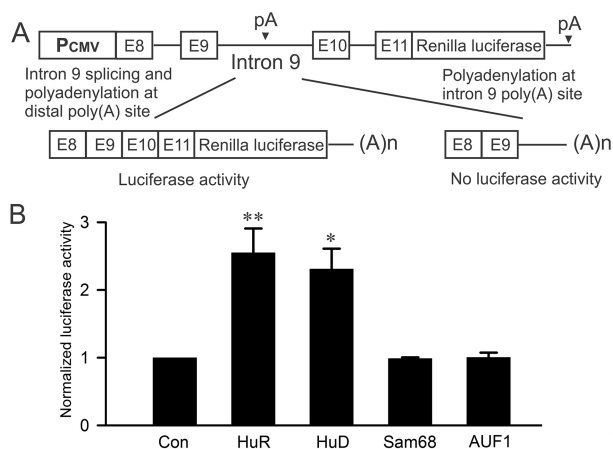 A
pA
pA
PCMV E8 E9 E10 E11 Renilla luciferase
Intron 9
Intron 9 splicing and
polyadenylation at
distal poly(A) site
Polyadenylation at
intron 9 poly(A) site
E8 E9 E10 E11 Renilla luciferase (A)n
E8 E9 (A)n
Luciferase activity
No luciferase activity
B
Normalized luciferase activity
3
2
1
0
**
*
Con HuR HuD Sam68 AUF1